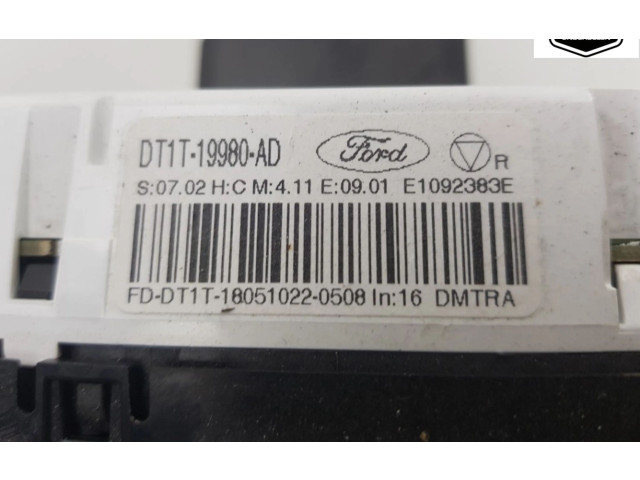 DT1T-19980-AD Ford R
S:07.02 H:C M:4.11 E:09.01 E1092383E
FD-DT1T-18051022-0508 In:16 DMTRA